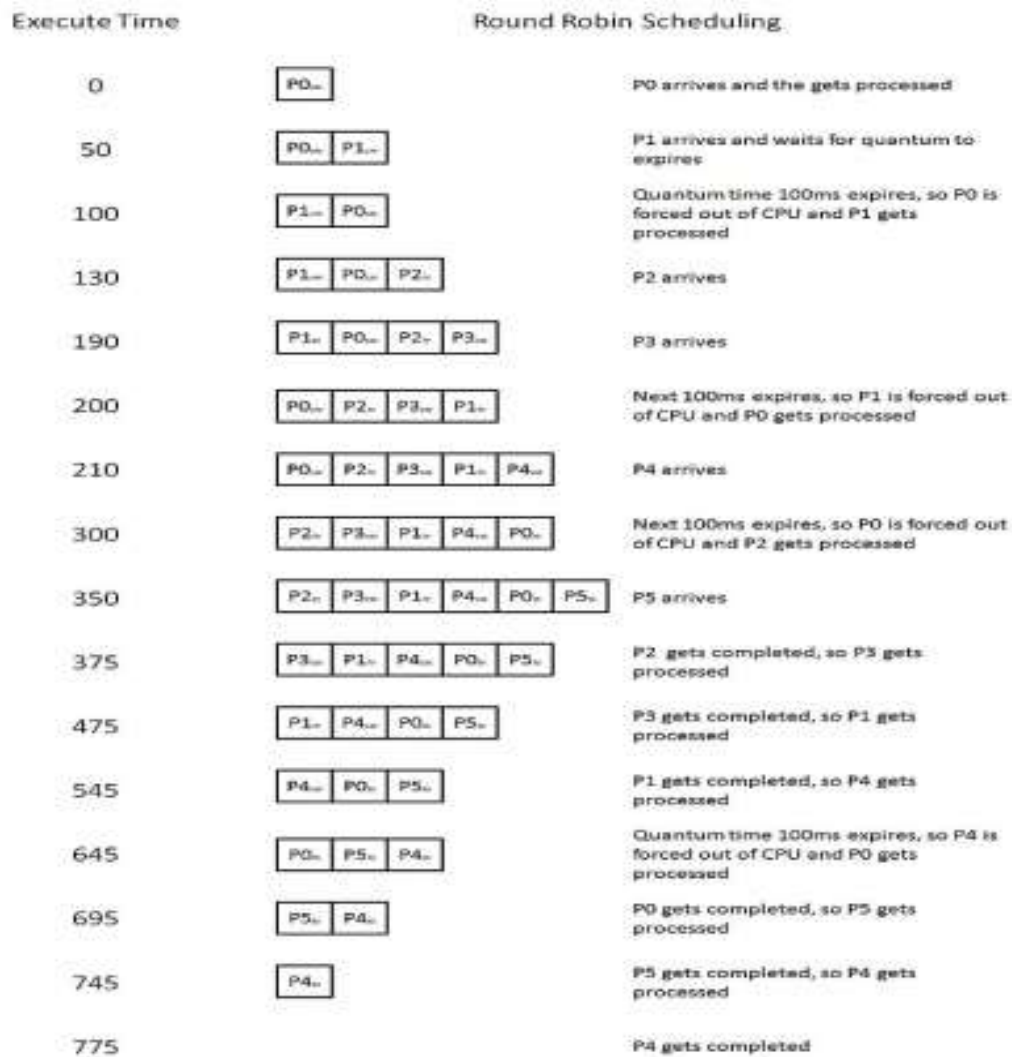 Execute Time Round Robin Scheduling
0 P0 P0 arrives and the gets processed
50 P0 P1 P1 arrives and waits for quantum to
expires
100 P1 P0 Quantum time 100ms expires, so P0 is
forced out of CPU and P1 gets
processed
130 P1 P0 P2 P2 arrives
190 P1 P0 P2 P3 P3 arrives
200 P0 P2 P3 P1 Next 100ms expires, so P1 is forced out
of CPU and P0 gets processed
210 P0 P2 P3 P1 P4 P4 arrives
300 P2 P3 P1 P4 P0 Next 100ms expires, so P0 is forced out
of CPU and P2 gets processed
350 P2 P3 P1 P4 P0 P5 P5 arrives
375 P3 P1 P4 P0 P5 P2 gets completed, so P3 gets
processed
475 P1 P4 P0 P5 P3 gets completed, so P1 gets
processed
545 P4 P0 P5 P1 gets completed, so P4 gets
processed
645 P0 P5 P4 Quantum time 100ms expires, so P4 is
forced out of CPU and P0 gets
processed
695 P5 P4 P0 gets completed, so P5 gets
processed
745 P4 P5 gets completed, so P4 gets
processed
775 P4 gets completed